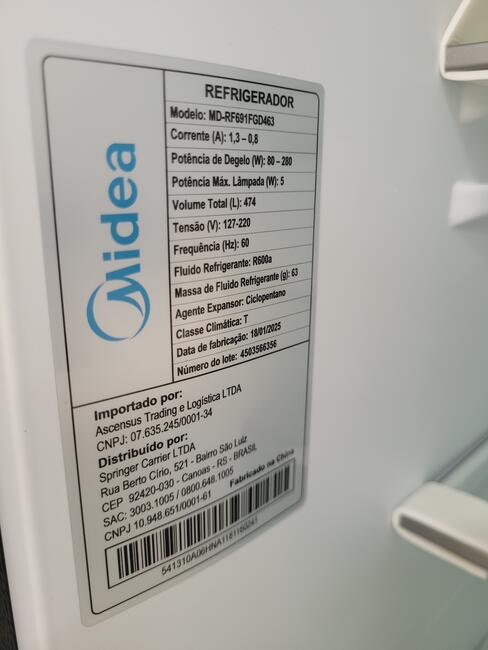 Midea
REFRIGERADOR
Modelo: MD-RF691FGD463
Corrente (A): 1,3 – 0,8
Potência de Degelo (W): 80 – 280
Potência Máx. Lâmpada (W): 5
Volume Total (L): 474
Tensão (V): 127-220
Frequência (Hz): 60
Fluido Refrigerante: R600a
Massa de Fluido Refrigerante (g): 63
Agente Expansor: Ciclopentano
Classe Climática: T
Data de fabricação: 18/01/2025
Número do lote: 4503566356
Importado por:
Ascensus Trading e Logística LTDA
CNPJ: 07.635.245/0001-34
Distribuído por:
Springer Carrier LTDA
Rua Berto Círio, 521 - Bairro São Luiz
CEP 92420-030 - Canoas - RS - BRASIL
SAC: 3003.1005 / 0800.648.1005
CNPJ 10.948.651/0001-61
Fabricado na China
541310A06HNA1181160241